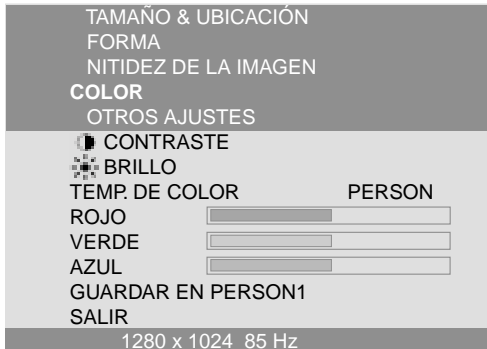 TAMAÑO & UBICACIÓN
FORMA
NITIDEZ DE LA IMAGEN
COLOR
OTROS AJUSTES
CONTRASTE
BRILLO
TEMP. DE COLOR PERSON
ROJO
VERDE
AZUL
GUARDAR EN PERSON1
SALIR
1280 x 1024 85 Hz